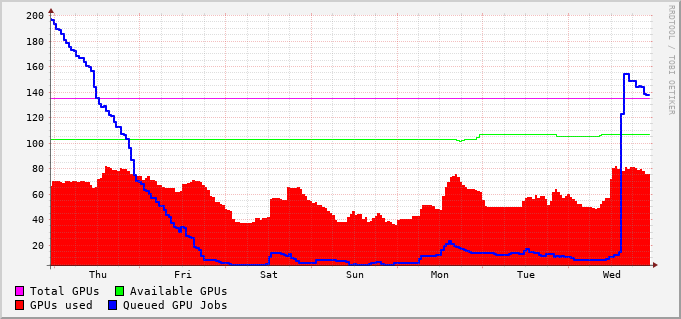 200
180
160
140
120
100
80
60
40
20
Thu Fri Sat Sun Mon Tue Wed
Total GPUs Available GPUs
GPUs used Queued GPU Jobs
RRDTOOL / TOBI OETIKER